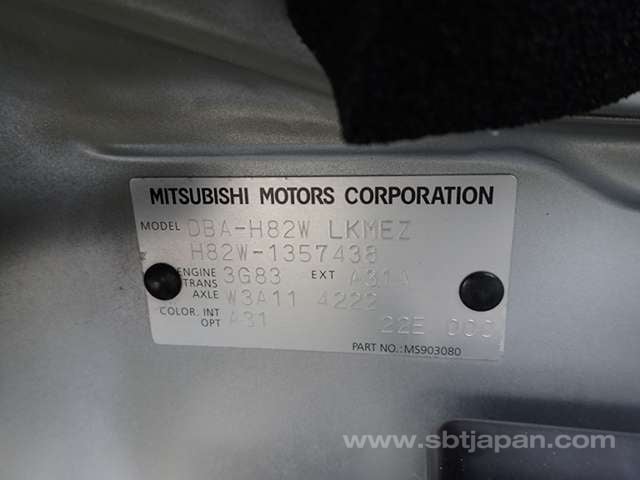 MITSUBISHI MOTORS CORPORATION
MODEL DBA-H82W LKMEZ
H82W-1357438
ENGINE 3G83 EXT A31A
TRANS
AXLE W3A11 4222
COLOR. INT A31
OPT 22E 000
PART NO.:MS903080
www.sbtjapan.com